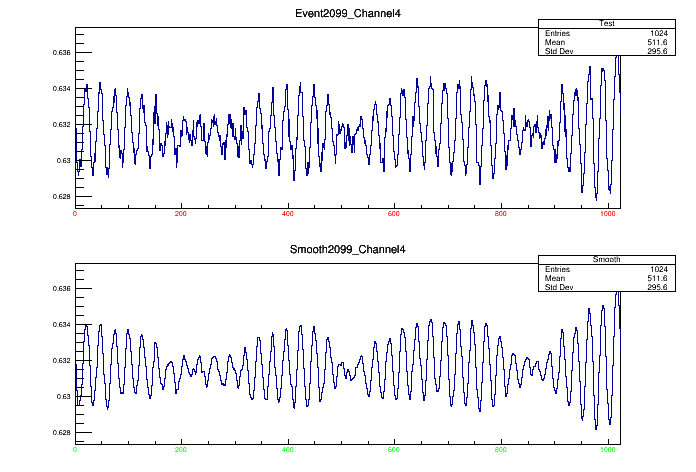 Event2099_Channel4
Test
Entries 1024
Mean 511.6
Std Dev 295.6
0.636
0.634
0.632
0.63
0.628
0 200 400 600 800 1000
Smooth2099_Channel4
Smooth
Entries 1024
Mean 511.6
Std Dev 295.6
0.636
0.634
0.632
0.63
0.628
0 200 400 600 800 1000